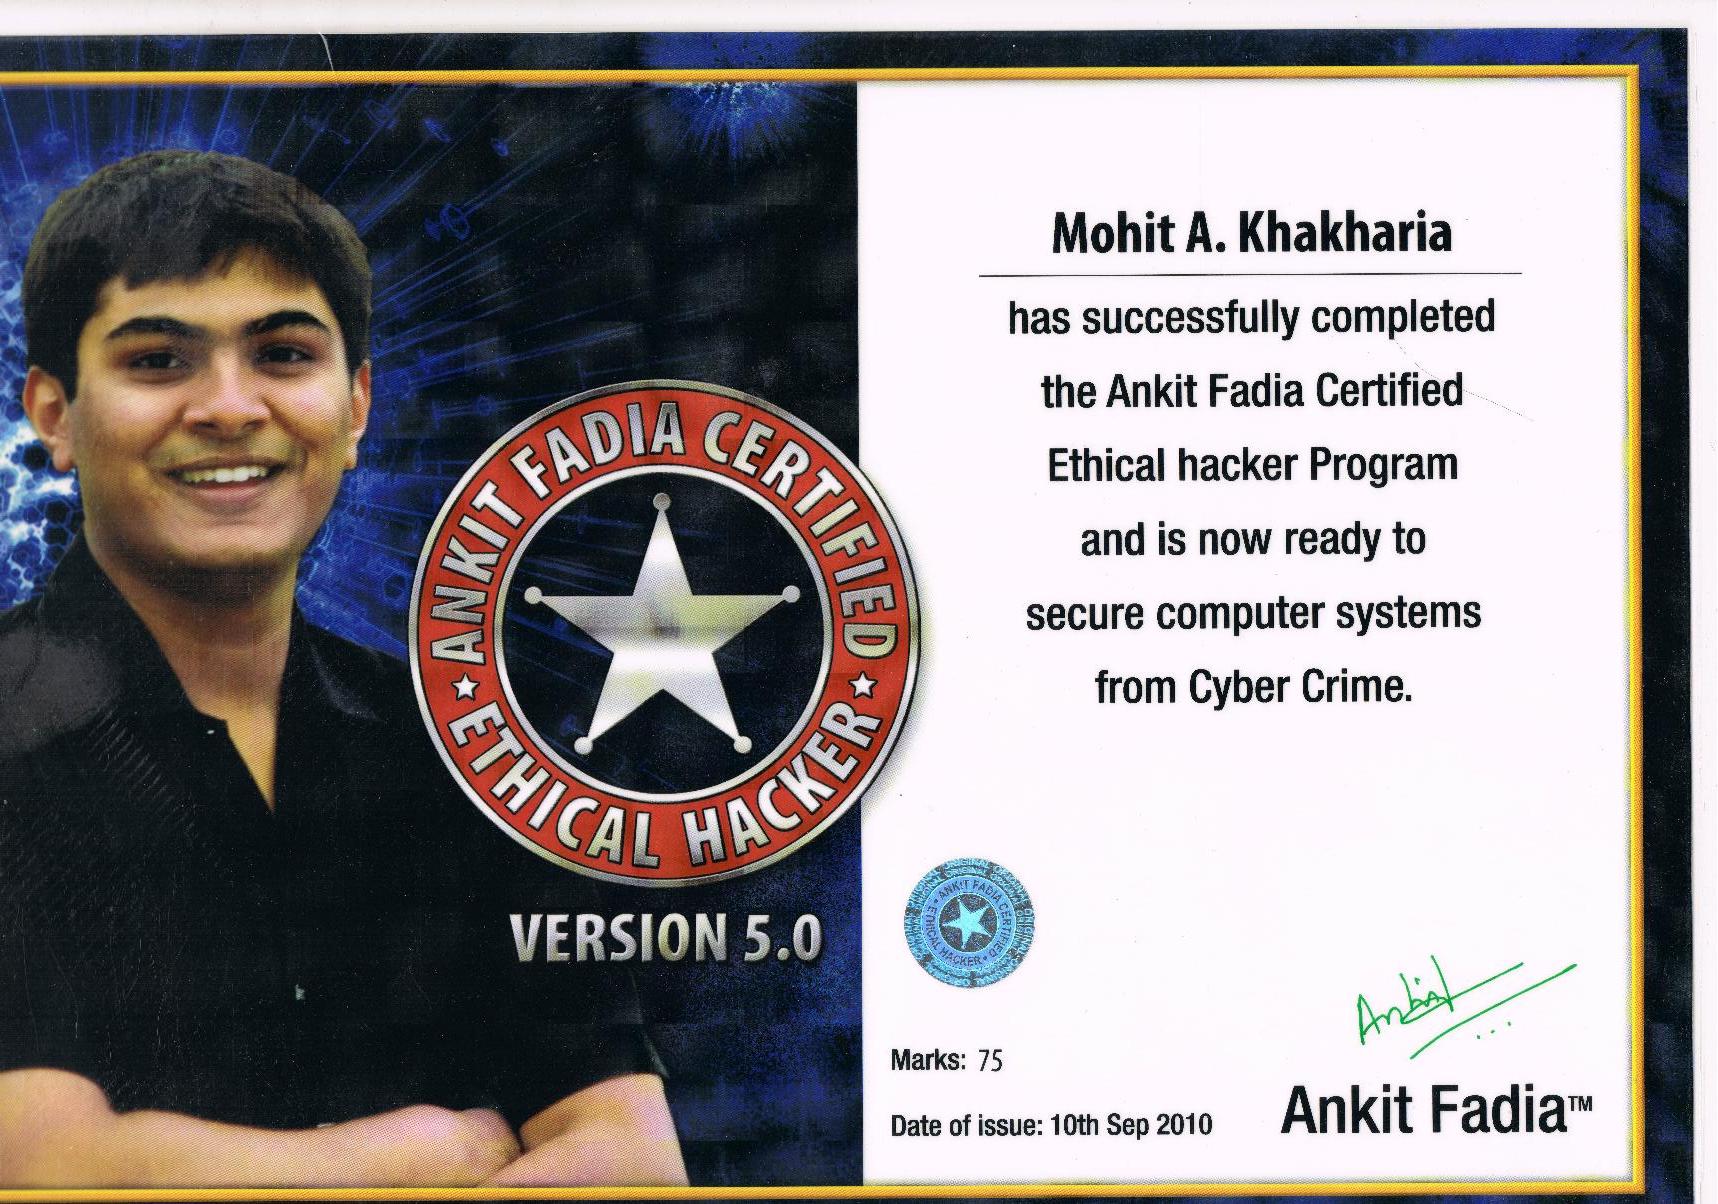 Mohit A. Khakharia
has successfully completed
the Ankit Fadia Certified
Ethical hacker Program
and is now ready to
secure computer systems
from Cyber Crime.
ANKIT FADIA CERTIFIED
ETHICAL HACKER
VERSION 5.0
ORIGINAL ORIGINAL
ANKIT FADIA CERTIFIED
ETHICAL HACKER
Ankit
Marks: 75
Date of issue: 10th Sep 2010
Ankit Fadia™